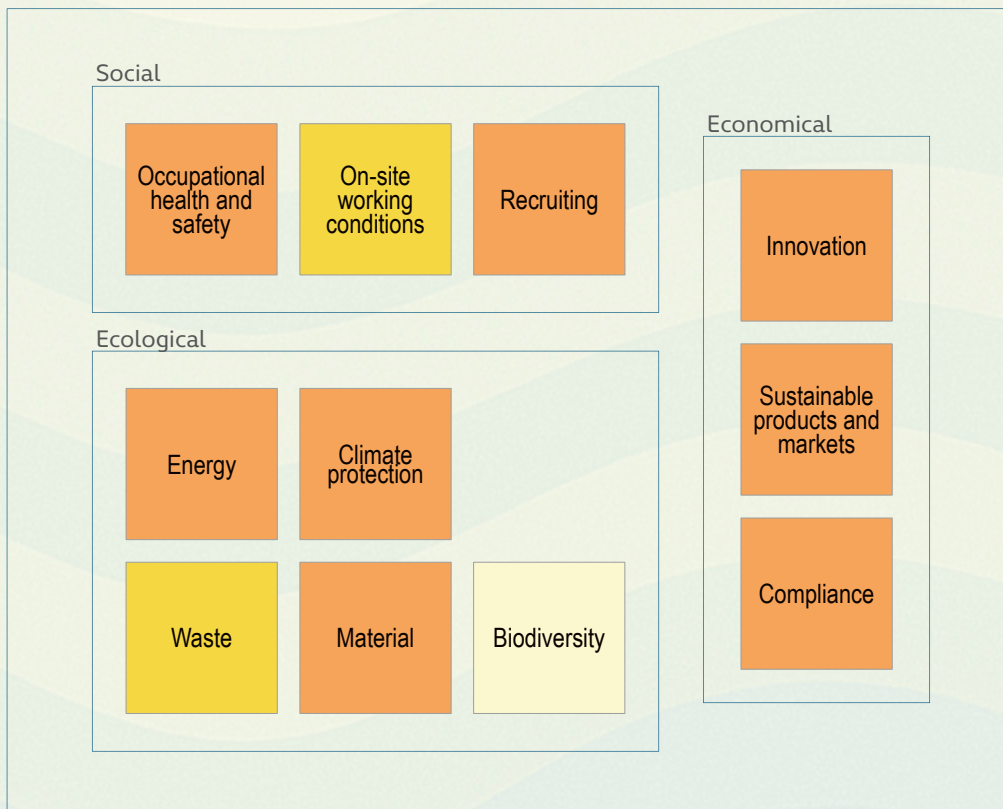 Social
Occupational
health and
safety
On-site
working
conditions
Recruiting
Economical
Innovation
Sustainable
products and
markets
Compliance
Ecological
Energy
Climate
protection
Waste
Material
Biodiversity